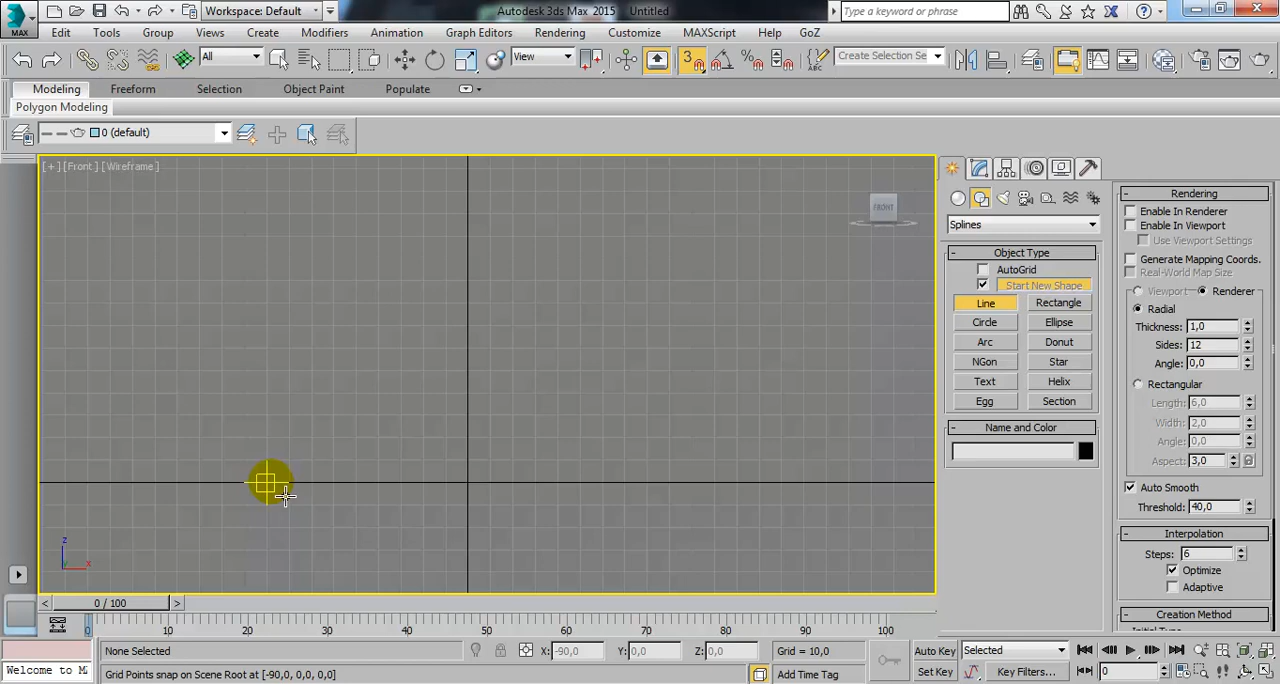 Workspace: Default
Autodesk 3ds Max 2015 Untitled
Type a keyword or phrase
MAX
Edit Tools Group Views Create Modifiers Animation Graph Editors Rendering Customize MAXScript Help GoZ
All
View
3
Create Selection Se
Modeling Freeform Selection Object Paint Populate
Polygon Modeling
0 (default)
[+] [Front] [Wireframe]
FRONT
Splines
- Object Type
AutoGrid
Start New Shape
Line Rectangle
Circle Ellipse
Arc Donut
NGon Star
Text Helix
Egg Section
- Name and Color
- Rendering
Enable In Renderer
Enable In Viewport
Use Viewport Settings
Generate Mapping Coords.
Real-World Map Size
Viewport Renderer
Radial
Thickness: 1,0
Sides: 12
Angle: 0,0
Rectangular
Length: 6,0
Width: 2,0
Angle: 0,0
Aspect: 3,0
Auto Smooth
Threshold: 40,0
- Interpolation
Steps: 6
Optimize
Adaptive
- Creation Method
z
x
< 0 / 100 >
0 10 20 30 40 50 60 70 80 90 100
None Selected
X: -90,0 Y: 0,0 Z: 0,0
Grid = 10,0
Auto Key Selected
Welcome to M
Grid Points snap on Scene Root at [-90,0, 0,0, 0,0]
Add Time Tag
Set Key Key Filters...
0